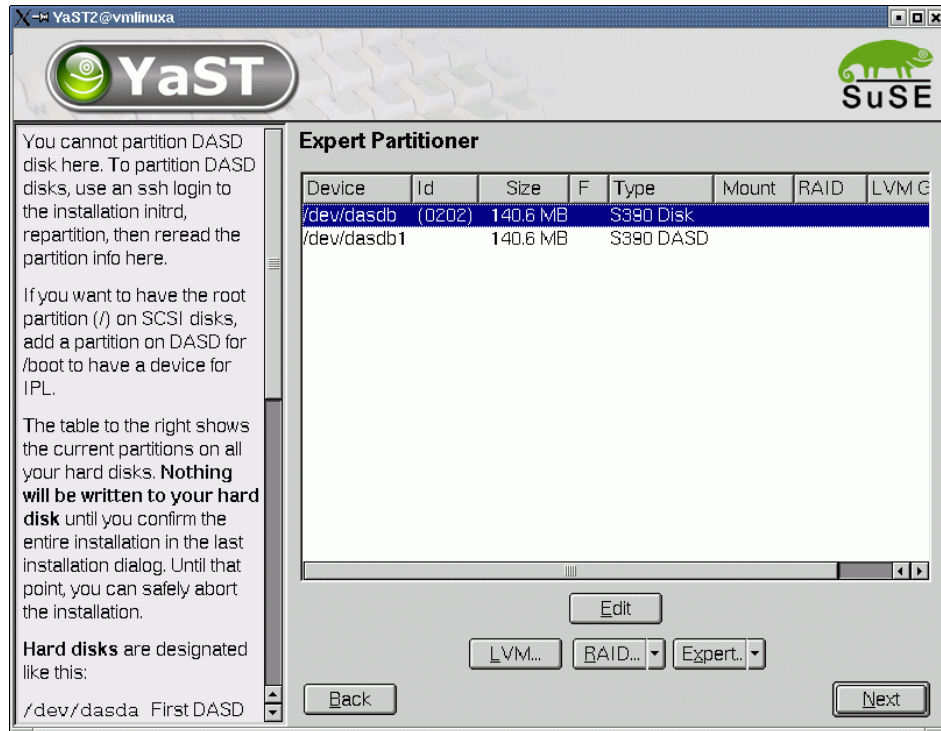 YaST2@vmlinuxa
YaST
SuSE
You cannot partition DASD
disk here. To partition DASD
disks, use an ssh login to
the installation initrd,
repartition, then reread the
partition info here.
If you want to have the root
partition (/) on SCSI disks,
add a partition on DASD for
/boot to have a device for
IPL.
The table to the right shows
the current partitions on all
your hard disks. Nothing
will be written to your hard
disk until you confirm the
entire installation in the last
installation dialog. Until that
point, you can safely abort
the installation.
Hard disks are designated
like this:
/dev/dasda First DASD
Expert Partitioner
Device Id Size F Type Mount RAID LVM G
/dev/dasdb (0202) 140.6 MB S390 Disk
/dev/dasdb1 140.6 MB S390 DASD
Edit
LVM... RAID... Expert..
Back Next